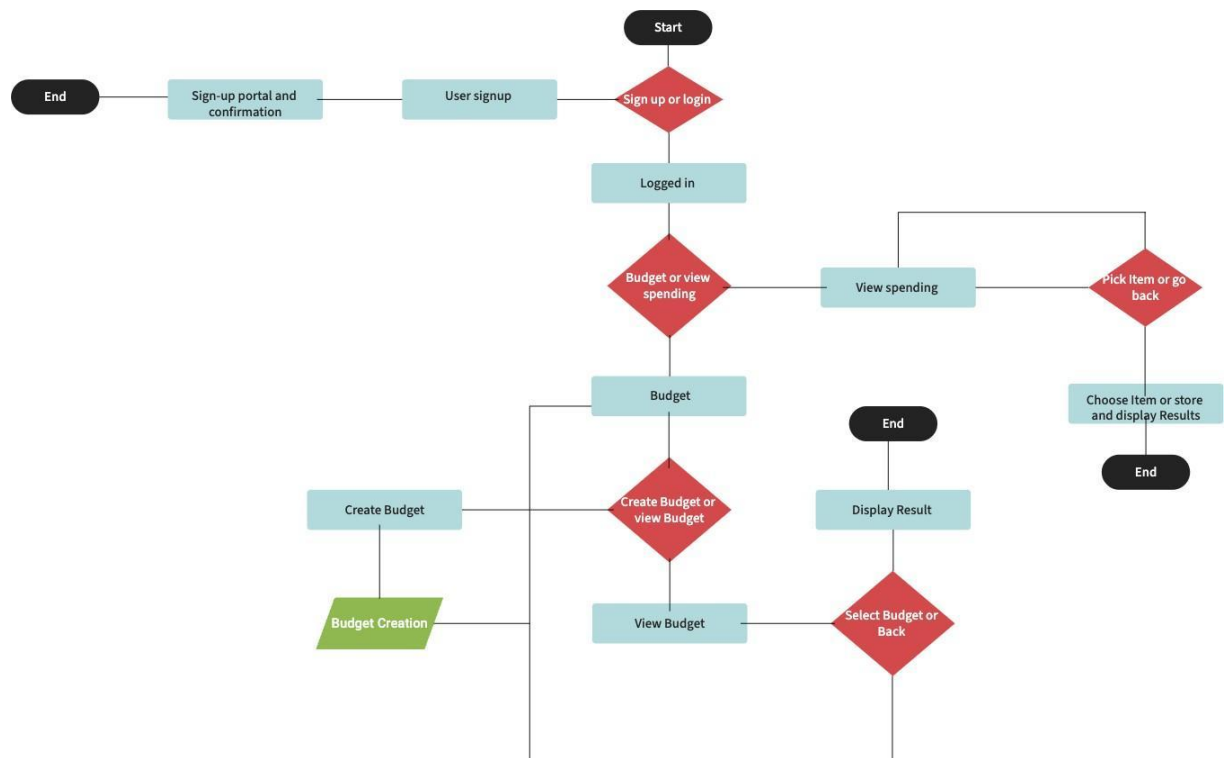 Start
End
Sign-up portal and
confirmation
User signup
Sign up or login
Logged in
Budget or view
spending
View spending
Pick Item or go
back
Budget
Choose Item or store
and display Results
End
End
Create Budget
Create Budget or
view Budget
Display Result
Budget Creation
View Budget
Select Budget or
Back